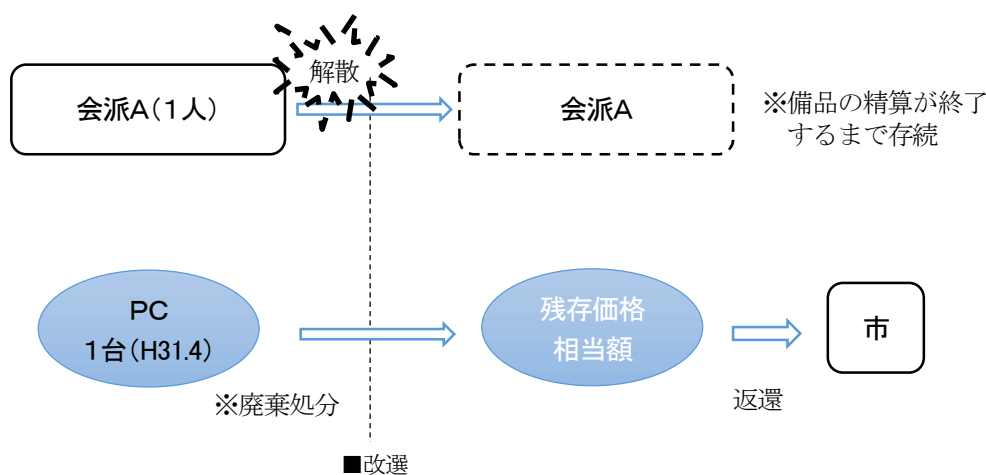 解散
会派A(1人)
会派A
※備品の精算が終了
するまで存続
PC
1台(H31.4)
残存価格
相当額
市
※廃棄処分
返還
■改選